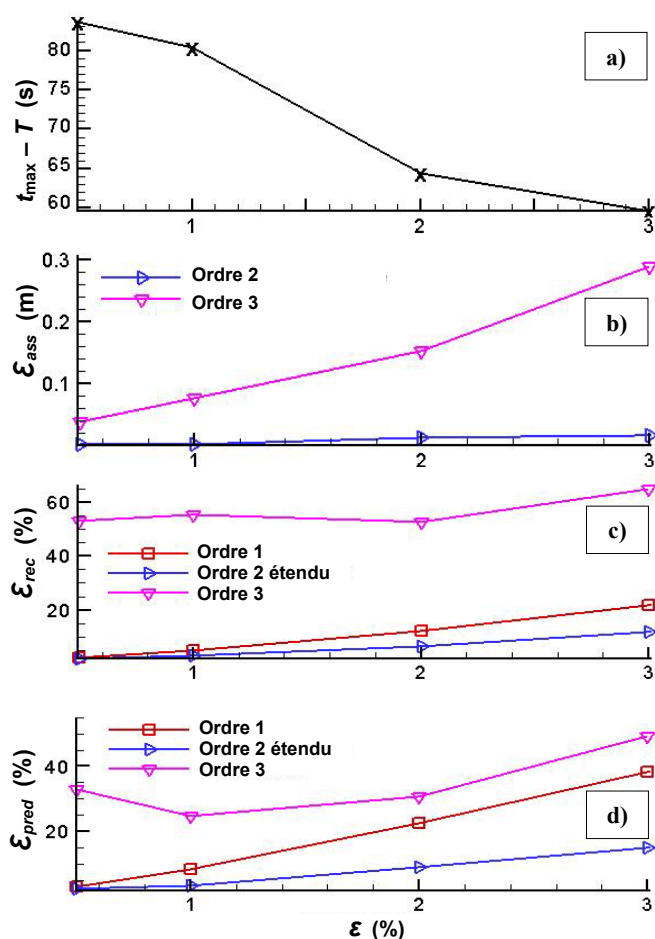 80
75
70
65
60
t_max − T (s)
a)
1 2 3
0.3
0.2
0.1
ε_ass (m)
Ordre 2
Ordre 3
b)
1 2 3
60
40
20
ε_rec (%)
Ordre 1
Ordre 2 étendu
Ordre 3
c)
1 2 3
40
20
ε_pred (%)
Ordre 1
Ordre 2 étendu
Ordre 3
d)
1 2 3
ε (%)